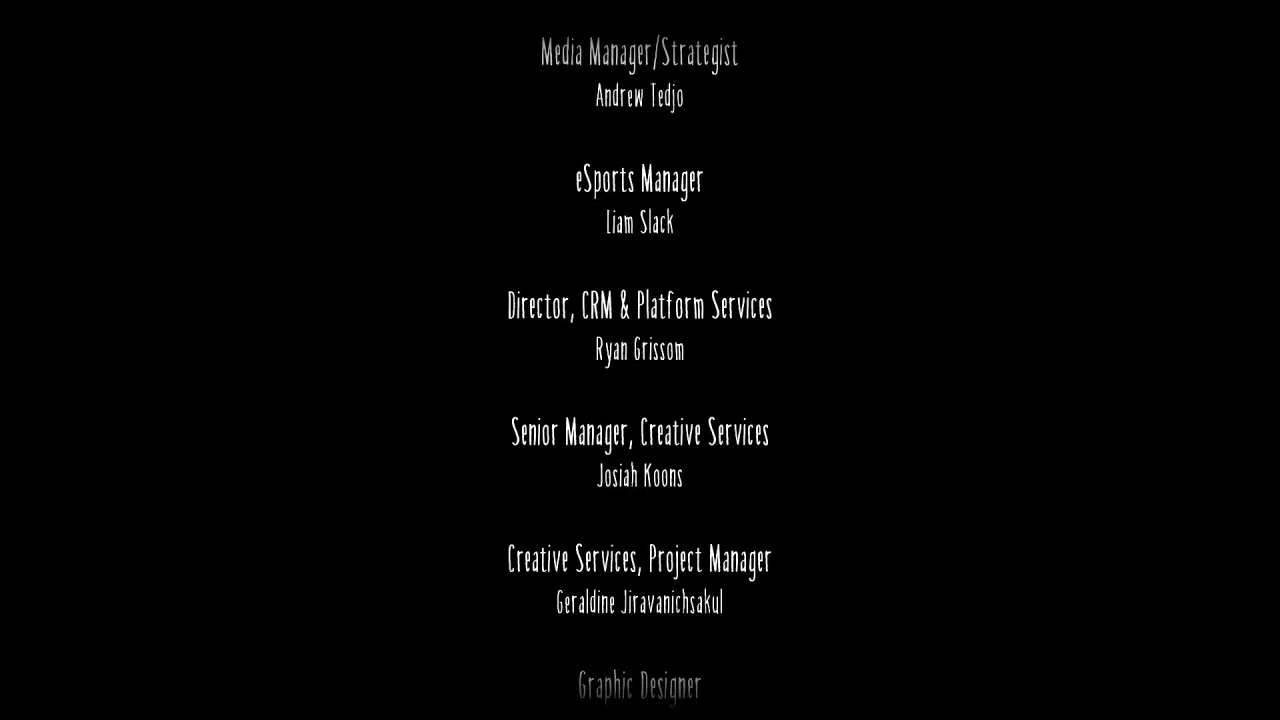 Media Manager/Strategist
Andrew Tedjo
eSports Manager
Liam Slack
Director, CRM & Platform Services
Ryan Grissom
Senior Manager, Creative Services
Josiah Koons
Creative Services, Project Manager
Geraldine Jiravanichsakul
Graphic Designer